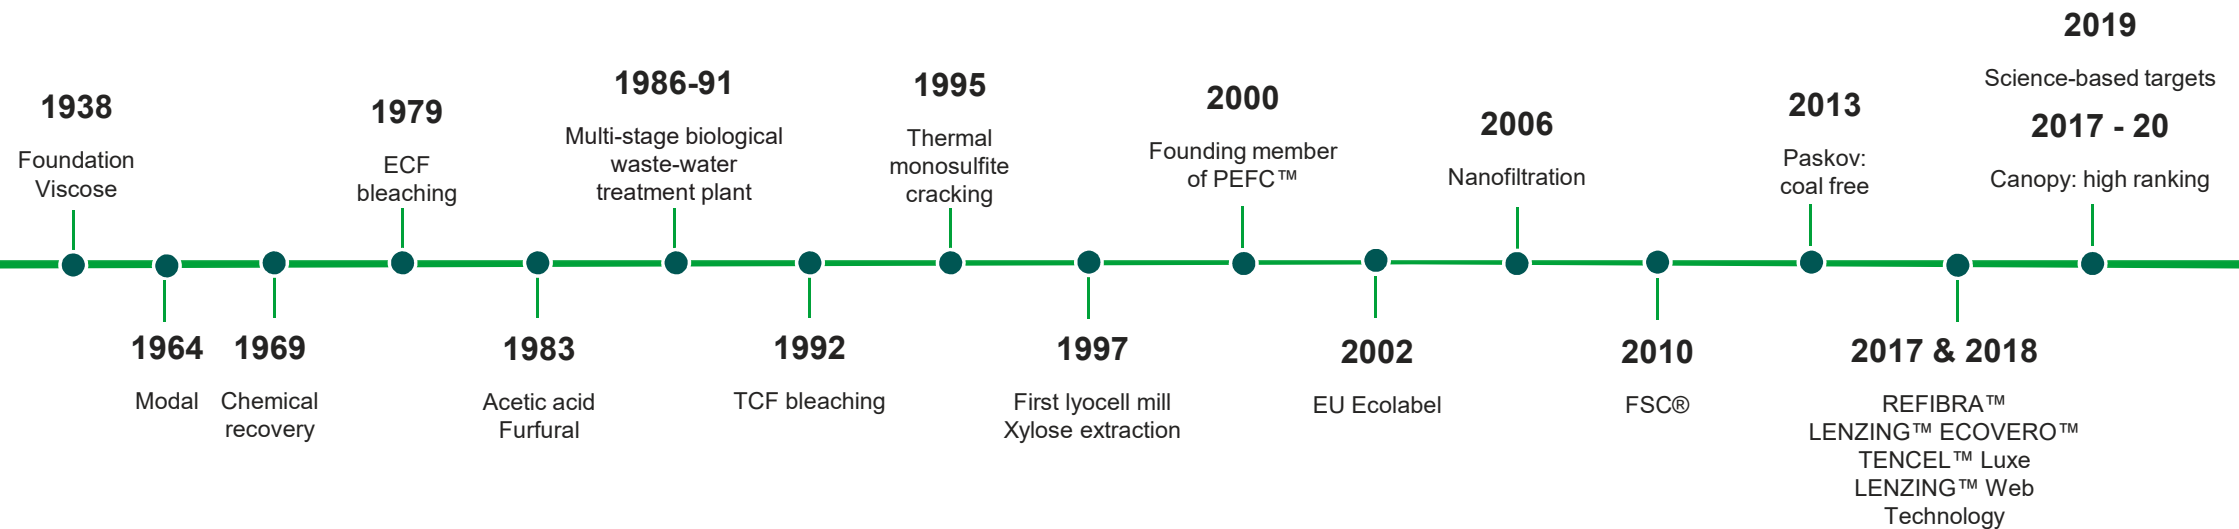 1938
Foundation
Viscose
1964
Modal
1969
Chemical
recovery
1979
ECF
bleaching
1983
Acetic acid
Furfural
1986-91
Multi-stage biological
waste-water
treatment plant
1992
TCF bleaching
1995
Thermal
monosulfite
cracking
1997
First lyocell mill
Xylose extraction
2000
Founding member
of PEFC™
2002
EU Ecolabel
2006
Nanofiltration
2010
FSC®
2013
Paskov:
coal free
2017 & 2018
REFIBRA™
LENZING™ ECOVERO™
TENCEL™ Luxe
LENZING™ Web
Technology
2019
Science-based targets
2017 - 20
Canopy: high ranking